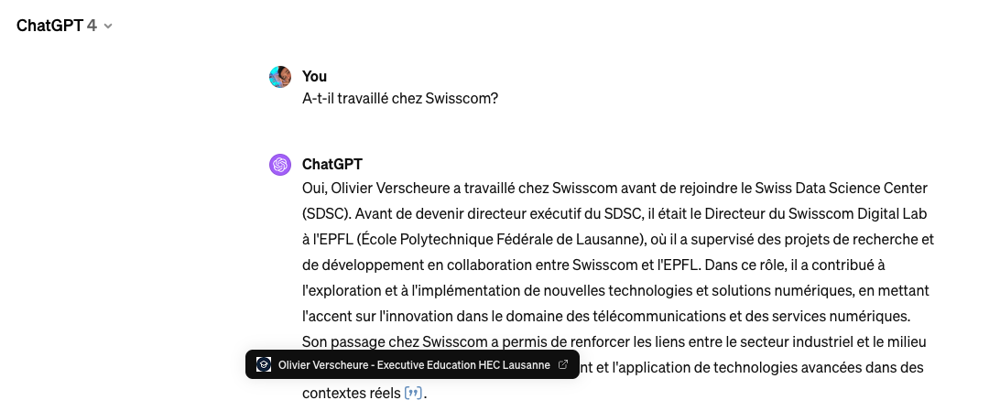 ChatGPT 4
You
A-t-il travaillé chez Swisscom?
ChatGPT
Oui, Olivier Verscheure a travaillé chez Swisscom avant de rejoindre le Swiss Data Science Center
(SDSC). Avant de devenir directeur exécutif du SDSC, il était le Directeur du Swisscom Digital Lab
à l'EPFL (École Polytechnique Fédérale de Lausanne), où il a supervisé des projets de recherche et
de développement en collaboration entre Swisscom et l'EPFL. Dans ce rôle, il a contribué à
l'exploration et à l'implémentation de nouvelles technologies et solutions numériques, en mettant
l'accent sur l'innovation dans le domaine des télécommunications et des services numériques.
Son passage chez Swisscom a permis de renforcer les liens entre le secteur industriel et le milieu
Olivier Verscheure - Executive Education HEC Lausanne
nt et l'application de technologies avancées dans des
contextes réels ["].